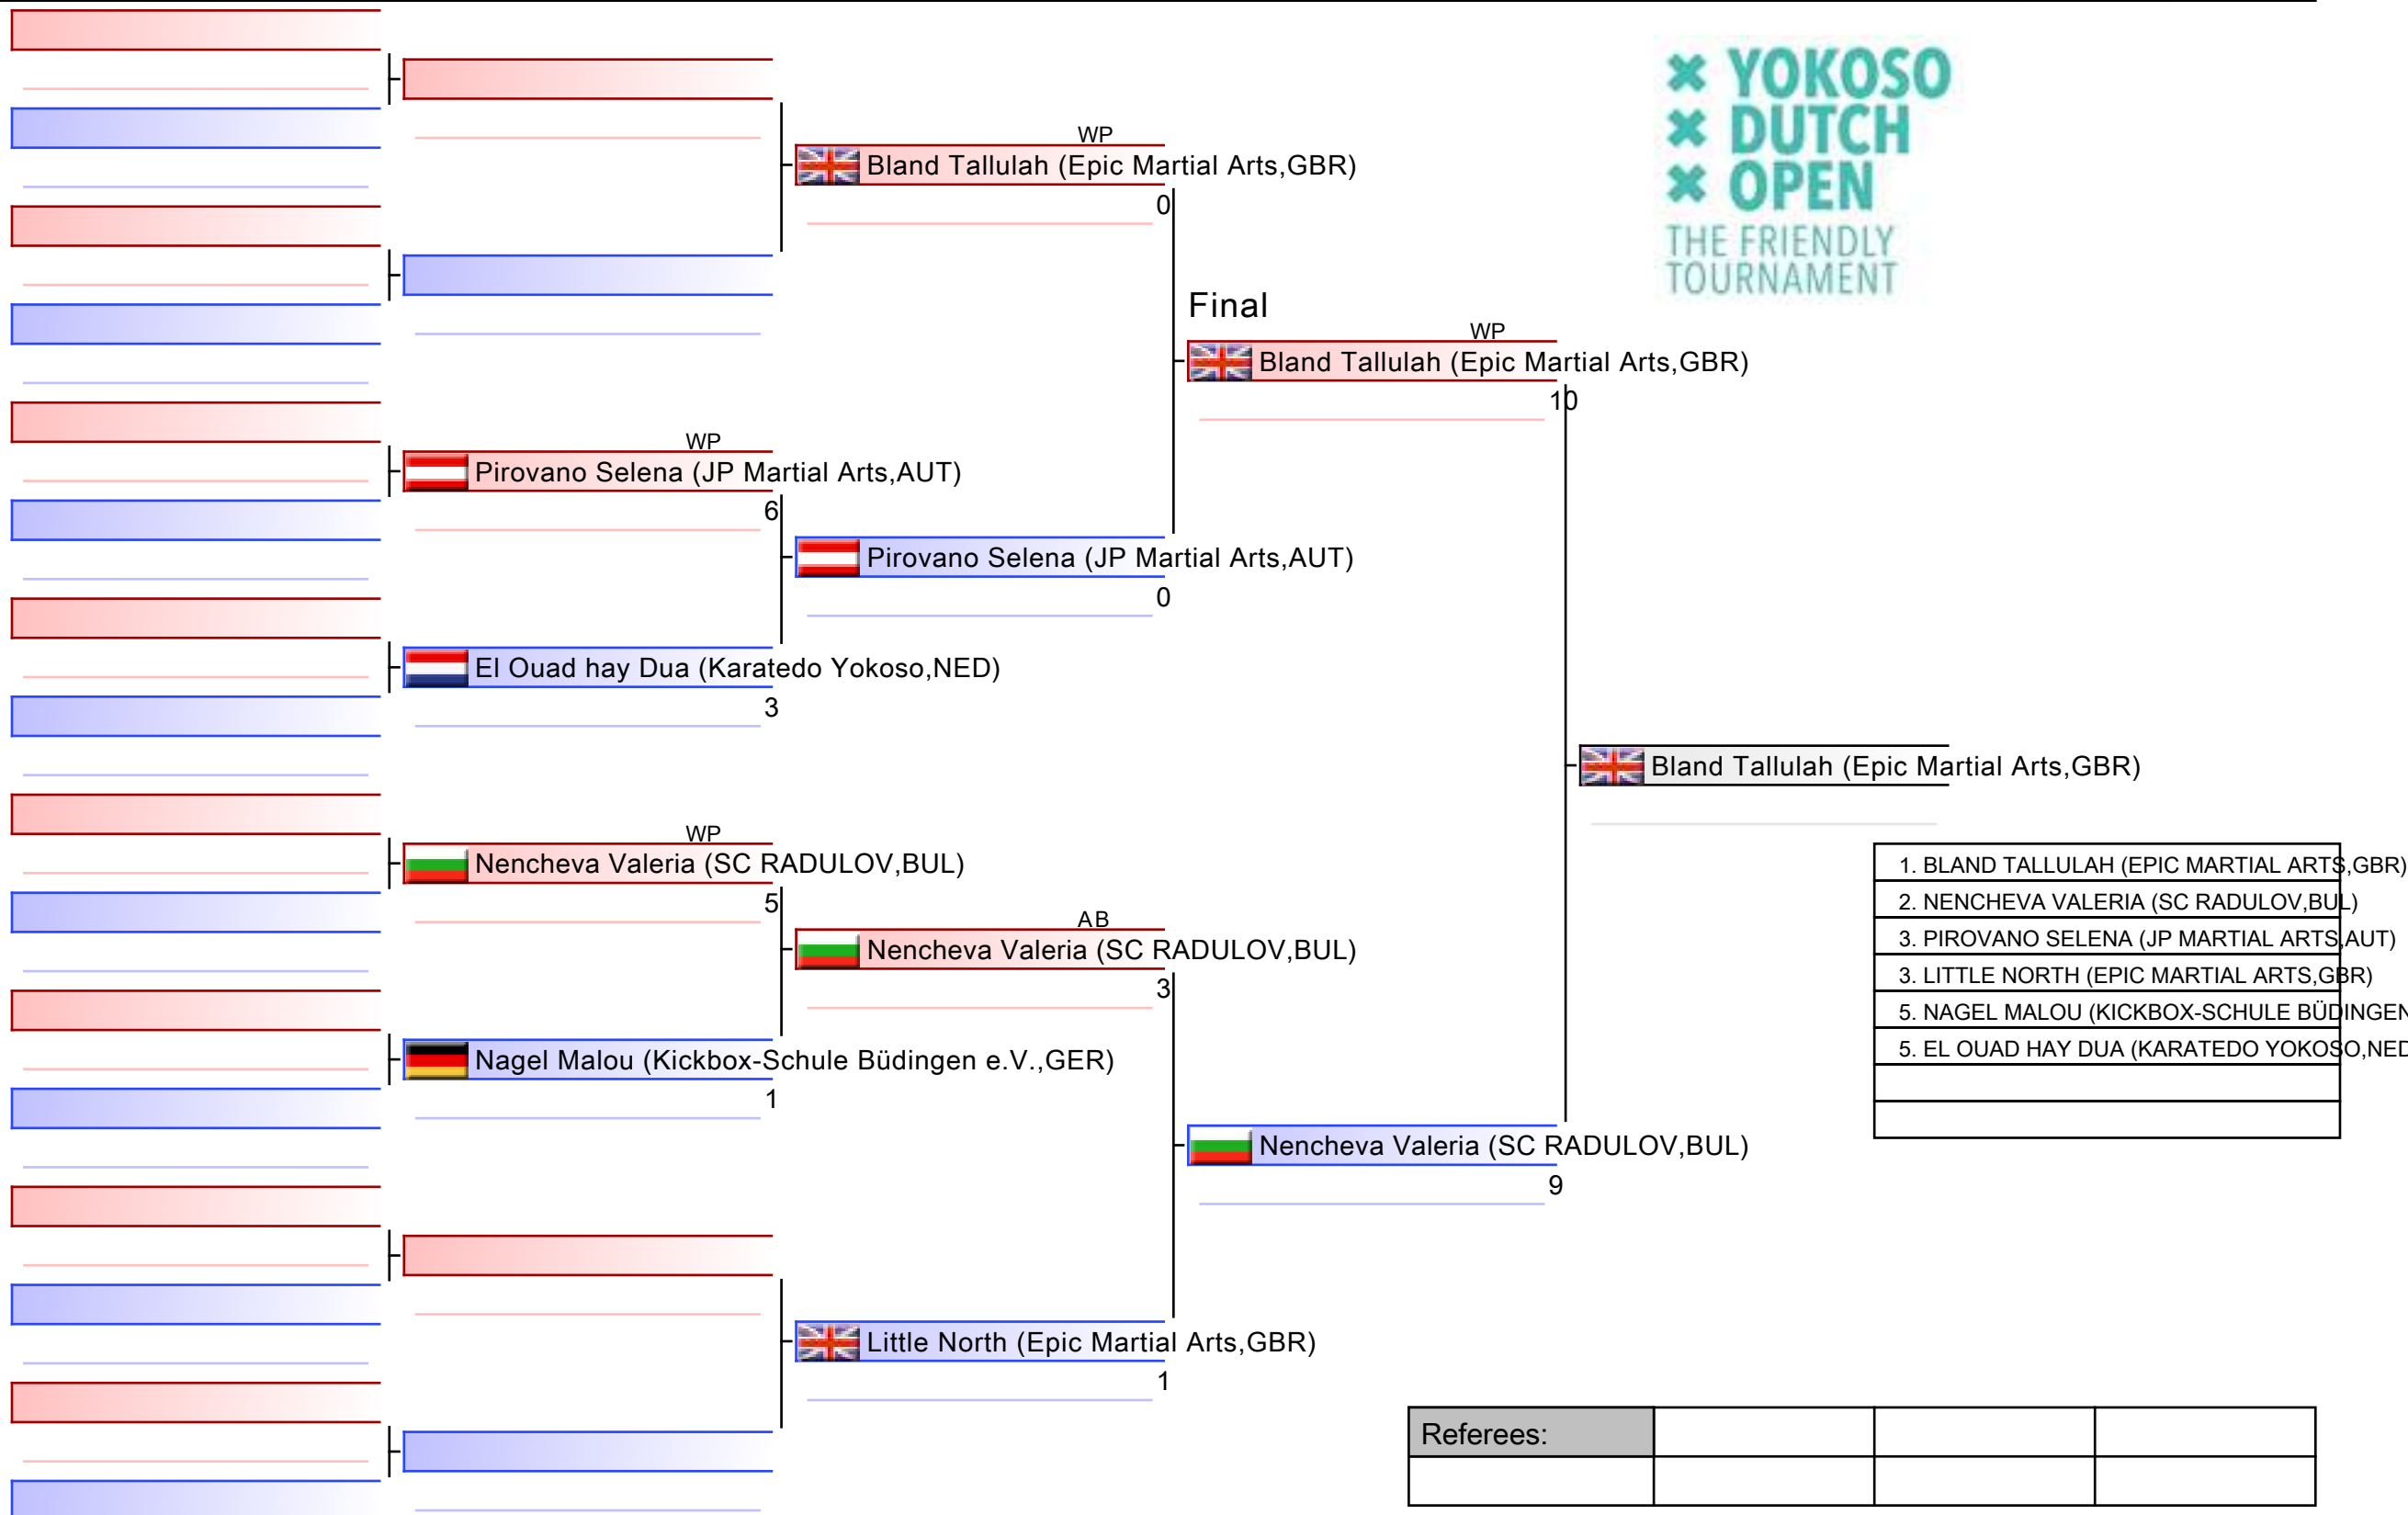 YOKOSO
DUTCH
OPEN
THE FRIENDLY
TOURNAMENT
WP
Bland Tallulah (Epic Martial Arts,GBR)
0
Final
WP
Bland Tallulah (Epic Martial Arts,GBR)
10
WP
Pirovano Selena (JP Martial Arts,AUT)
6
Pirovano Selena (JP Martial Arts,AUT)
0
El Ouad hay Dua (Karatedo Yokoso,NED)
3
Bland Tallulah (Epic Martial Arts,GBR)
WP
Nencheva Valeria (SC RADULOV,BUL)
5
AB
Nencheva Valeria (SC RADULOV,BUL)
3
Nagel Malou (Kickbox-Schule Büdingen e.V.,GER)
1
Nencheva Valeria (SC RADULOV,BUL)
9
Little North (Epic Martial Arts,GBR)
1
1. BLAND TALLULAH (EPIC MARTIAL ARTS,GBR)
2. NENCHEVA VALERIA (SC RADULOV,BUL)
3. PIROVANO SELENA (JP MARTIAL ARTS,AUT)
3. LITTLE NORTH (EPIC MARTIAL ARTS,GBR)
5. NAGEL MALOU (KICKBOX-SCHULE BÜDINGEN
5. EL OUAD HAY DUA (KARATEDO YOKOSO,NED
Referees: